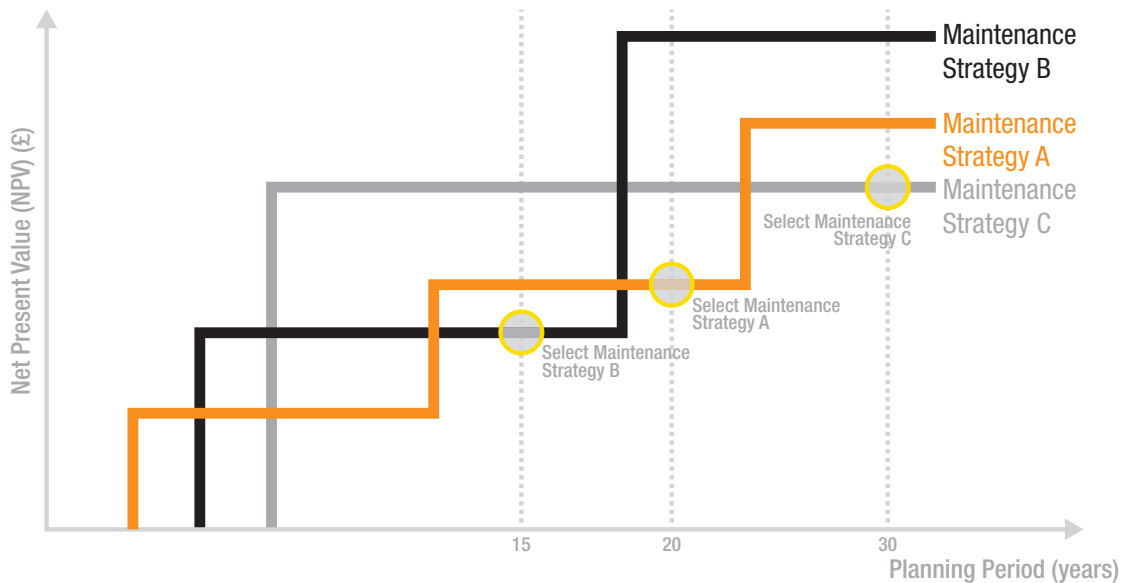 Net Present Value (NPV) (£)
Maintenance
Strategy B
Maintenance
Strategy A
Maintenance
Strategy C
Select Maintenance
Strategy C
Select Maintenance
Strategy A
Select Maintenance
Strategy B
15
20
30
Planning Period (years)